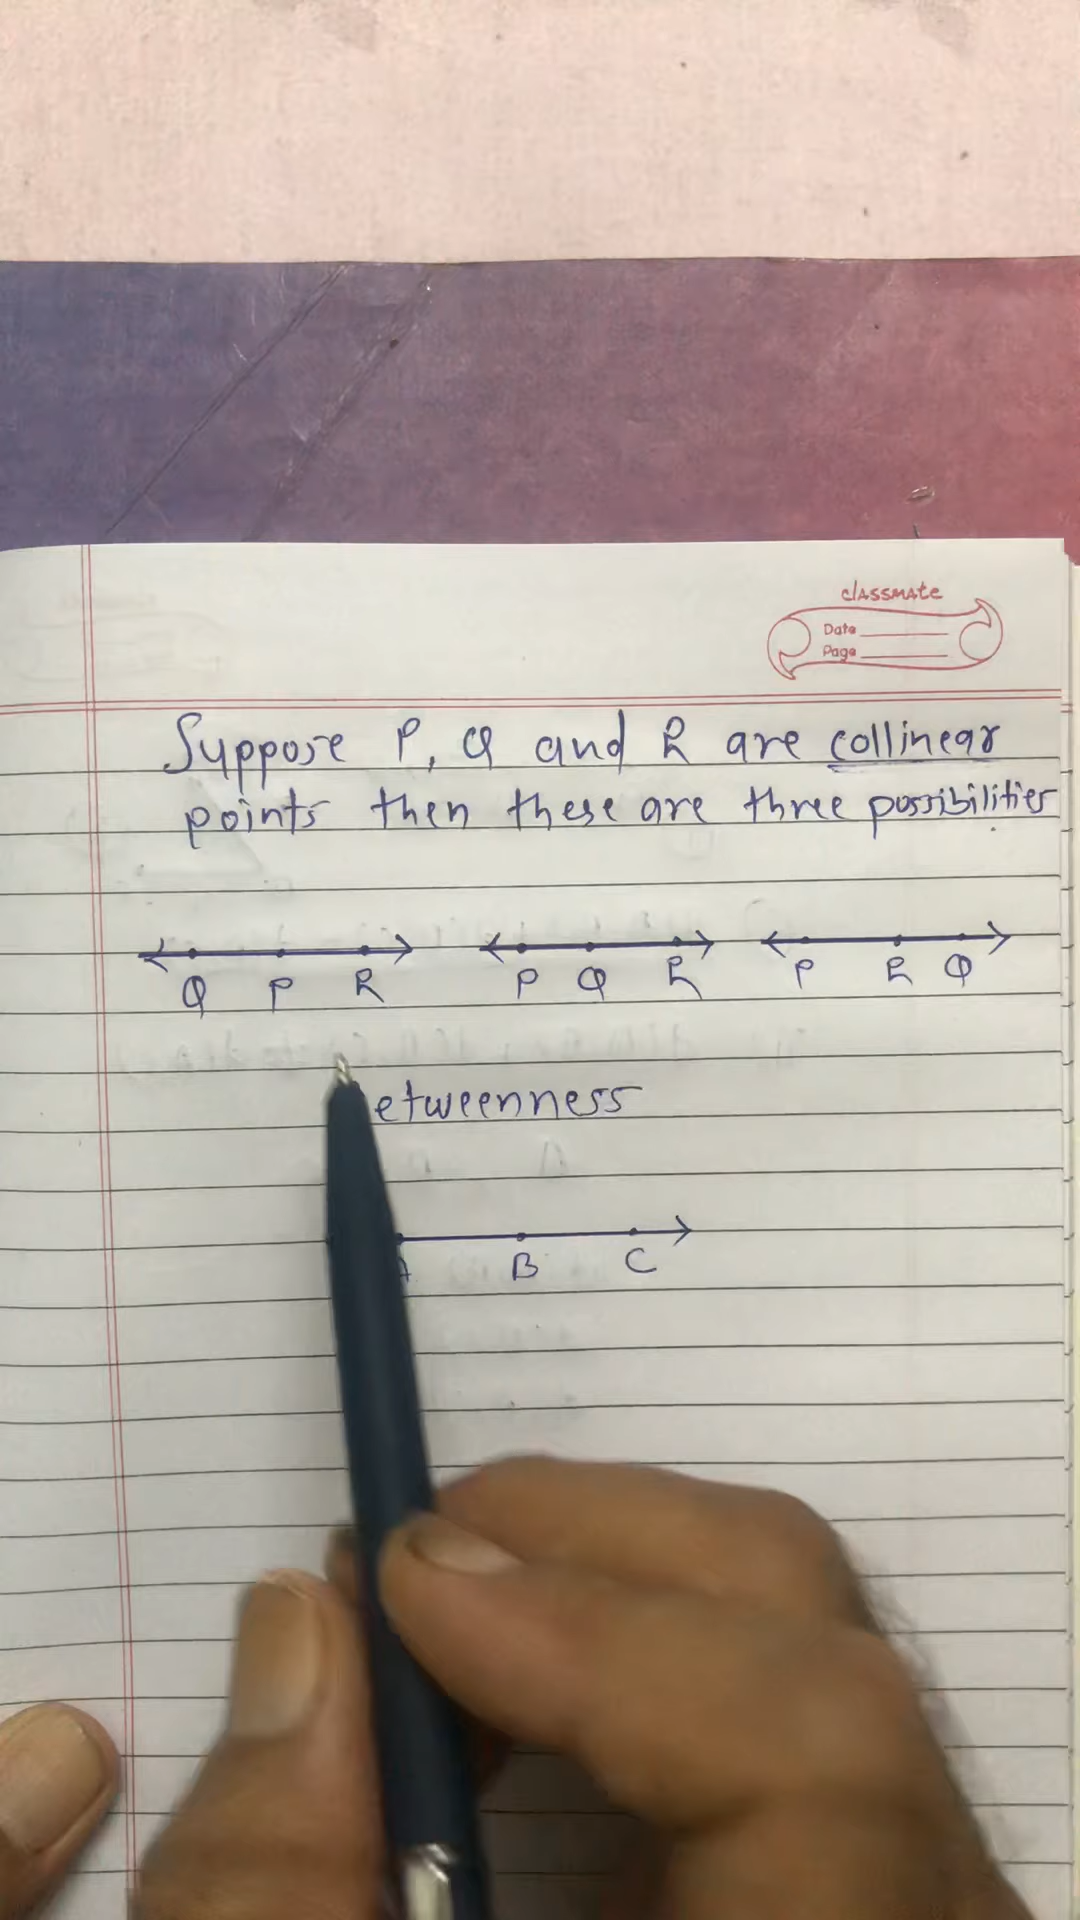 classmate
Date
Page
Suppose P, Q and R are collinear
points then these are three possibilities
Q P R P Q R P R Q
etweenness
A B C